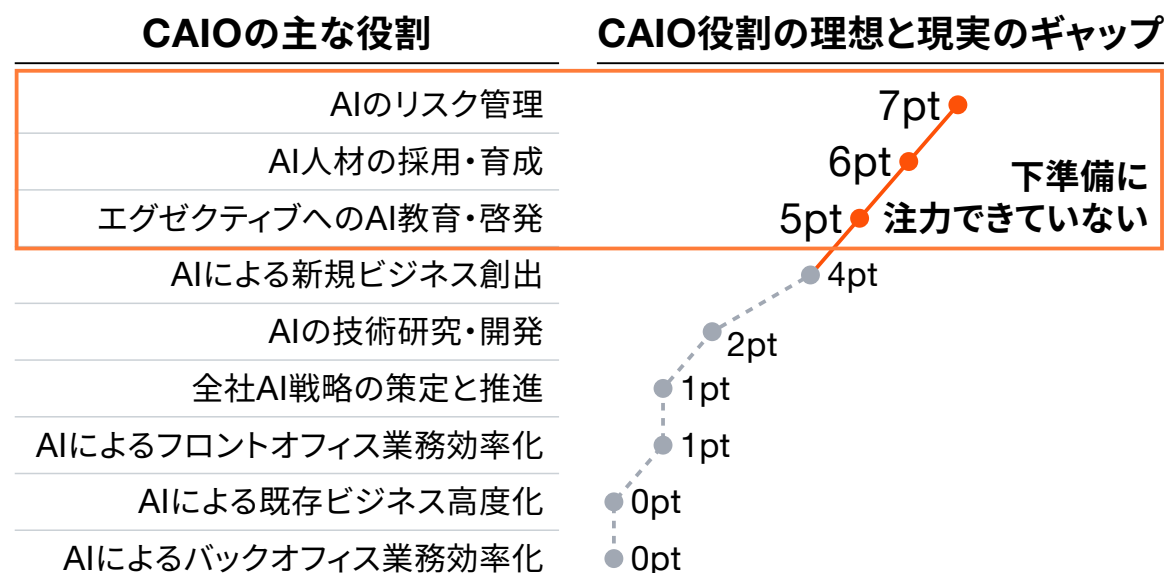 CAIOの主な役割
CAIO役割の理想と現実のギャップ
AIのリスク管理
7pt
AI人材の採用・育成
6pt
エグゼクティブへのAI教育・啓発
5pt
下準備に
注力できていない
AIによる新規ビジネス創出
4pt
AIの技術研究・開発
2pt
全社AI戦略の策定と推進
1pt
AIによるフロントオフィス業務効率化
1pt
AIによる既存ビジネス高度化
0pt
AIによるバックオフィス業務効率化
0pt